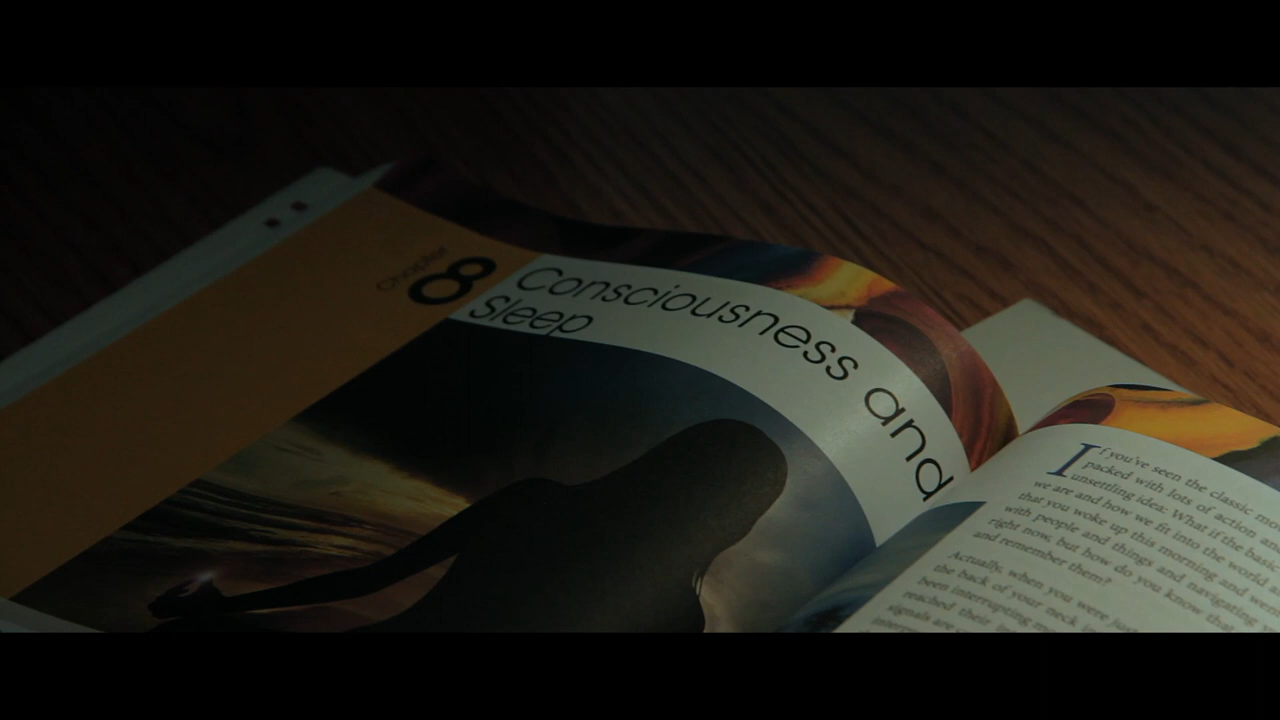 Chapter
8
Consciousness and
Sleep
If you've seen the classic mo
packed with lots of action an
unsettling idea: What if the basic
we are and how we fit into the world
that you woke up this morning and went
with people and things and navigating y
right now, but how do you know that
and remember them?
Actually, when you were just
the back of your neck
been interrupting
reached their
signals are